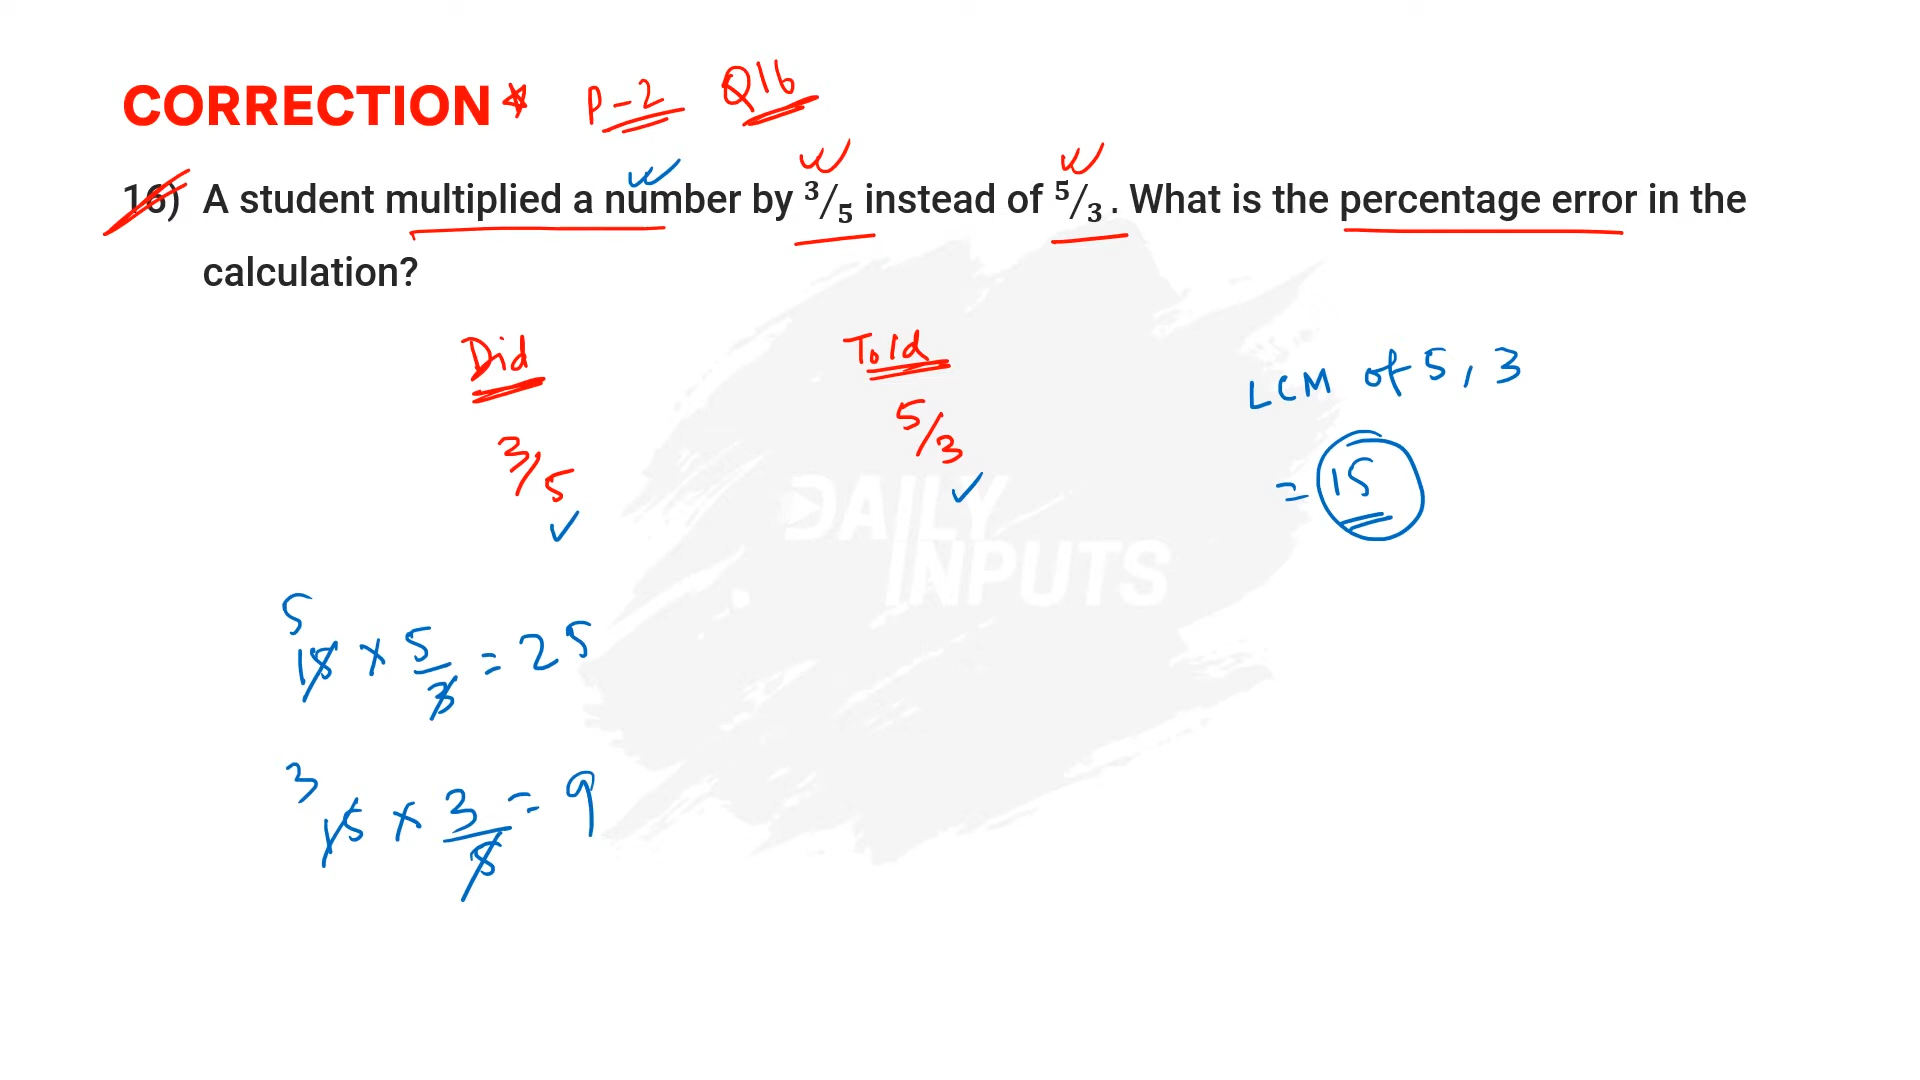 CORRECTION* P-2 Q16
16) A student multiplied a number by 3/5 instead of 5/3. What is the percentage error in the
calculation?
Did
3/5
Told
5/3
LCM of 5, 3
= 15
DAILY
INPUTS
5
15 × 5/3 = 25
3
15 × 3/5 = 9